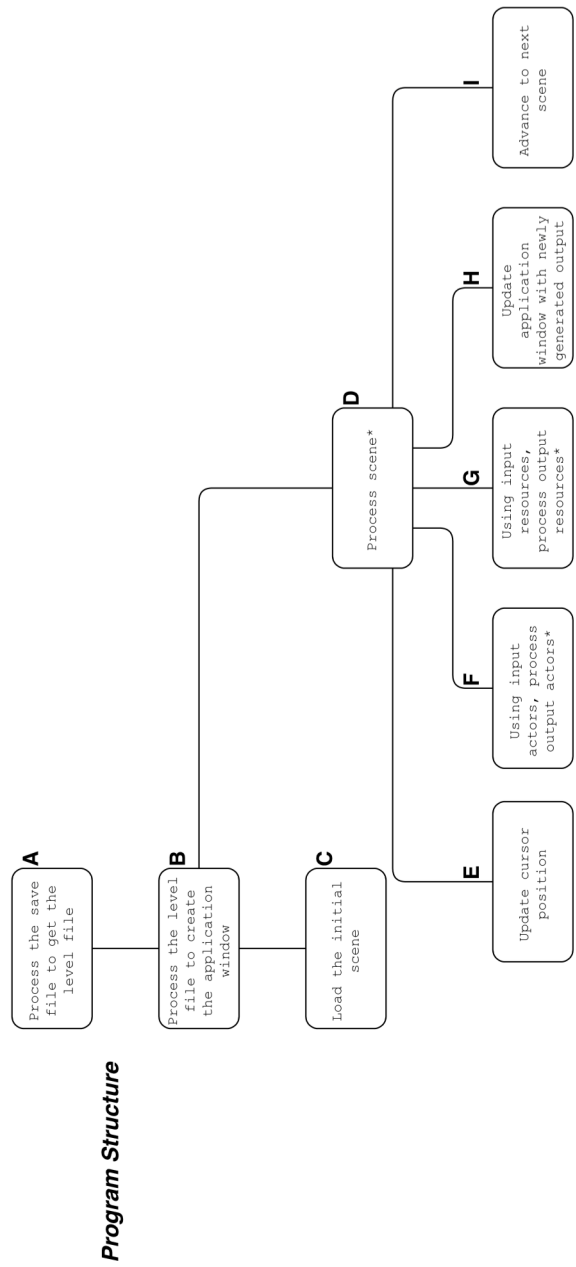 Program Structure
A
Process the save
file to get the
level file
B
Process the level
file to create
the application
window
C
Load the initial
scene
D
Process scene*
E
Update cursor
position
F
Using input
actors, process
output actors*
G
Using input
resources,
process output
resources*
H
Update
application
window with newly
generated output
I
Advance to next
scene